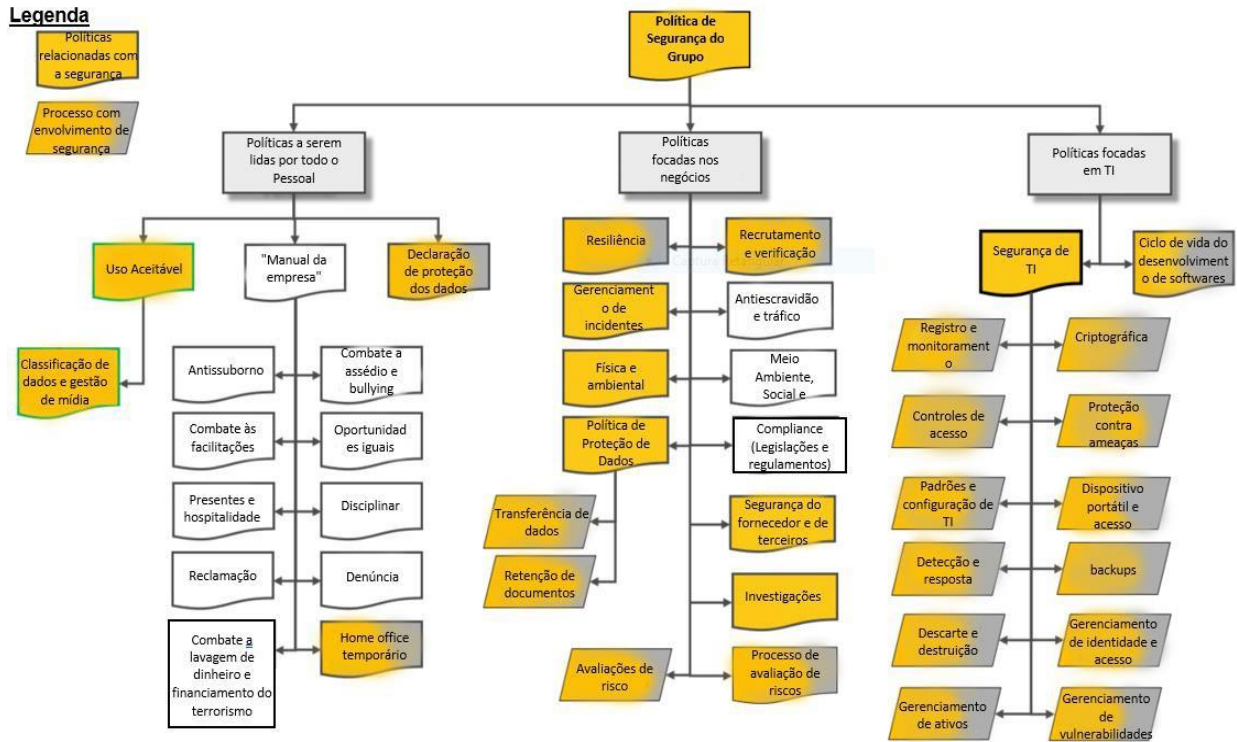 Legenda
Políticas
relacionadas com
a segurança
Processo com
envolvimento de
segurança
Política de
Segurança do
Grupo
Políticas a serem
lidas por todo o
Pessoal
Políticas
focadas nos
negócios
Políticas focadas
em TI
Uso Aceitável
"Manual da
empresa"
Declaração
de proteção
dos dados
Classificação de
dados e gestão
de mídia
Antissuborno
Combate a
assédio e
bullying
Combate às
facilitações
Oportunidad
es iguais
Presentes e
hospitalidade
Disciplinar
Reclamação
Denúncia
Combate a
lavagem de
dinheiro e
financiamento do
terrorismo
Home office
temporário
Resiliência
Recrutamento
e verificação
Gerenciament
o de
incidentes
Antiescravidão
e tráfico
Física e
ambiental
Meio
Ambiente,
Social e
Política de
Proteção de
Dados
Compliance
(Legislações e
regulamentos)
Transferência de
dados
Segurança do
fornecedor e de
terceiros
Retenção de
documentos
Investigações
Avaliações de
risco
Processo de
avaliação de
riscos
Segurança de
TI
Ciclo de vida do
desenvolviment
o de softwares
Registro e
monitorament
o
Criptográfica
Controles de
acesso
Proteção
contra
ameaças
Padrões e
configuração de
TI
Dispositivo
portátil e
acesso
Detecção e
resposta
backups
Descarte e
destruição
Gerenciamento
de identidade e
acesso
Gerenciamento
de ativos
Gerenciamento
de
vulnerabilidades